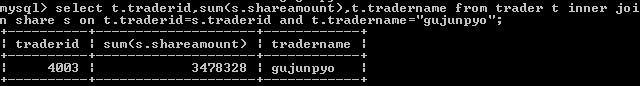 mysql> select t.traderid,sum(s.shareamount),t.tradername from trader t inner joi
n share s on t.traderid=s.traderid and t.tradername="gujunpyo";
+----------+--------------------+------------+
| traderid | sum(s.shareamount) | tradername |
+----------+--------------------+------------+
|     4003 |            3478328 | gujunpyo   |
+----------+--------------------+------------+